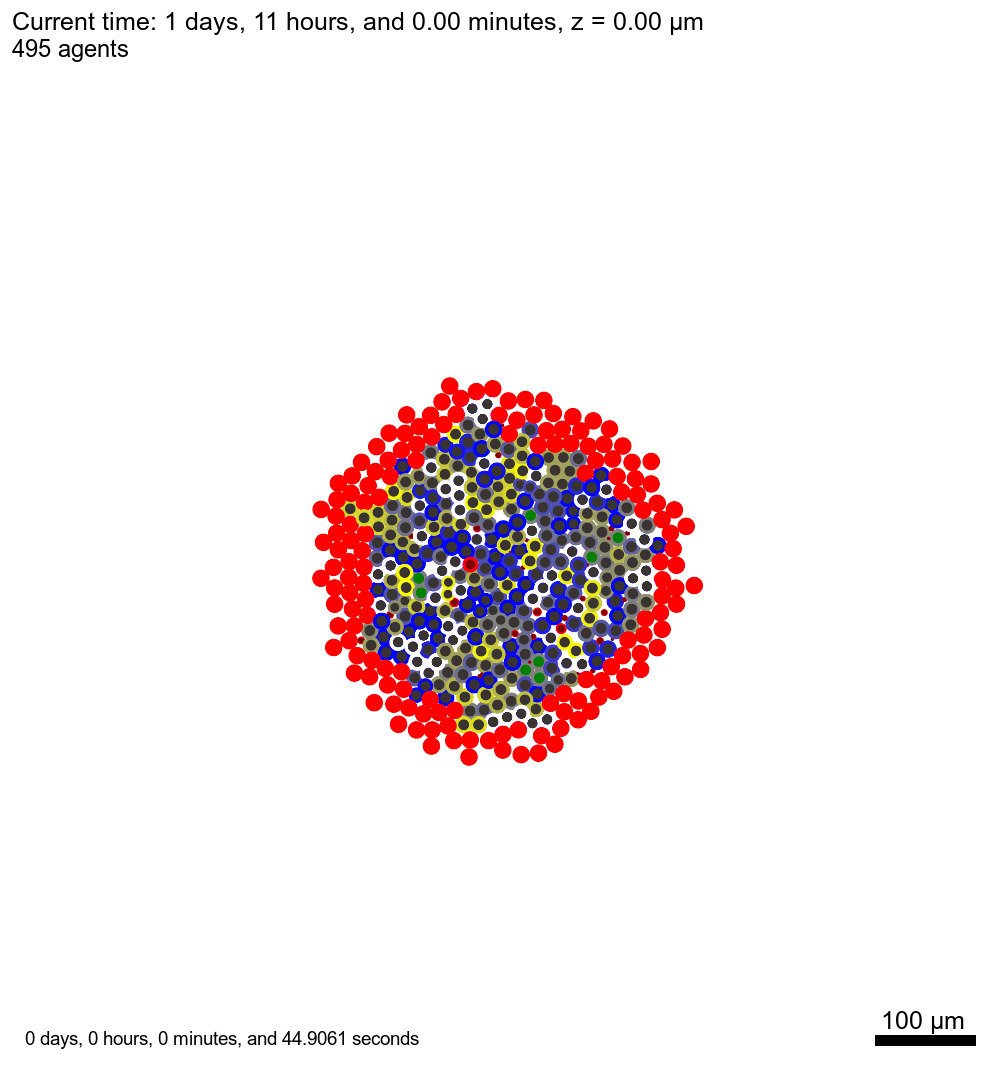 Current time: 1 days, 11 hours, and 0.00 minutes, z = 0.00 μm
495 agents
100 μm
0 days, 0 hours, 0 minutes, and 44.9061 seconds